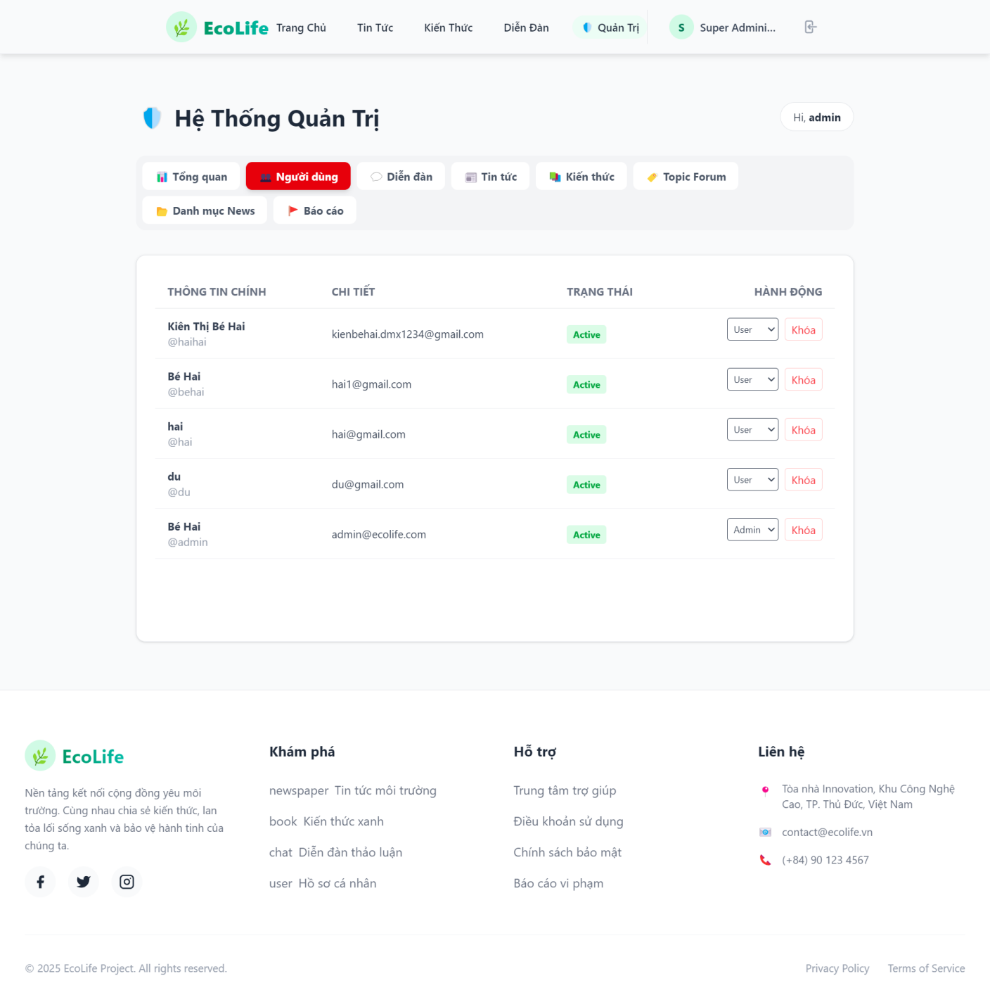 EcoLife Trang Chủ Tin Tức Kiến Thức Diễn Đàn Quản Trị S Super Admini...
Hệ Thống Quản Trị Hi, admin
Tổng quan Người dùng Diễn đàn Tin tức Kiến thức Topic Forum
Danh mục News Báo cáo
THÔNG TIN CHÍNH CHI TIẾT TRẠNG THÁI HÀNH ĐỘNG
Kiên Thị Bé Hai
@haihai
kienbehai.dmx1234@gmail.com Active User Khóa
Bé Hai
@behai
hai1@gmail.com Active User Khóa
hai
@hai
hai@gmail.com Active User Khóa
du
@du
du@gmail.com Active User Khóa
Bé Hai
@admin
admin@ecolife.com Active Admin Khóa
EcoLife
Nền tảng kết nối cộng đồng yêu môi
trường. Cùng nhau chia sẻ kiến thức, lan
tỏa lối sống xanh và bảo vệ hành tinh của
chúng ta.
Khám phá
newspaper Tin tức môi trường
book Kiến thức xanh
chat Diễn đàn thảo luận
user Hồ sơ cá nhân
Hỗ trợ
Trung tâm trợ giúp
Điều khoản sử dụng
Chính sách bảo mật
Báo cáo vi phạm
Liên hệ
Tòa nhà Innovation, Khu Công Nghệ
Cao, TP. Thủ Đức, Việt Nam
contact@ecolife.vn
(+84) 90 123 4567
© 2025 EcoLife Project. All rights reserved. Privacy Policy Terms of Service